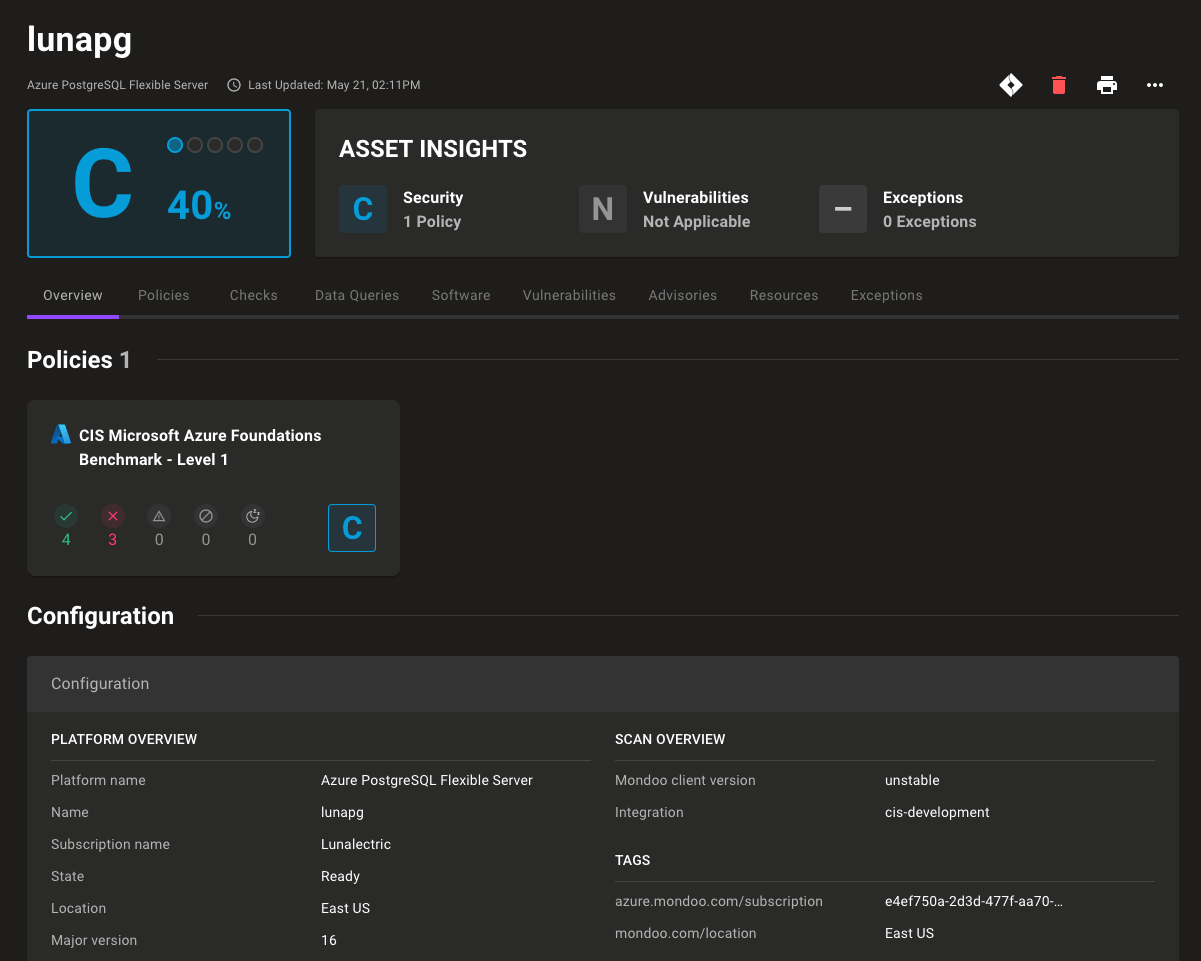 lunapg
Azure PostgreSQL Flexible Server Last Updated: May 21, 02:11PM
C
40%
ASSET INSIGHTS
C Security
1 Policy
N Vulnerabilities
Not Applicable
– Exceptions
0 Exceptions
Overview Policies Checks Data Queries Software Vulnerabilities Advisories Resources Exceptions
Policies 1
CIS Microsoft Azure Foundations
Benchmark - Level 1
4 3 0 0 0 C
Configuration
Configuration
PLATFORM OVERVIEW
Platform name Azure PostgreSQL Flexible Server
Name lunapg
Subscription name Lunalectric
State Ready
Location East US
Major version 16
SCAN OVERVIEW
Mondoo client version unstable
Integration cis-development
TAGS
azure.mondoo.com/subscription e4ef750a-2d3d-477f-aa70-…
mondoo.com/location East US